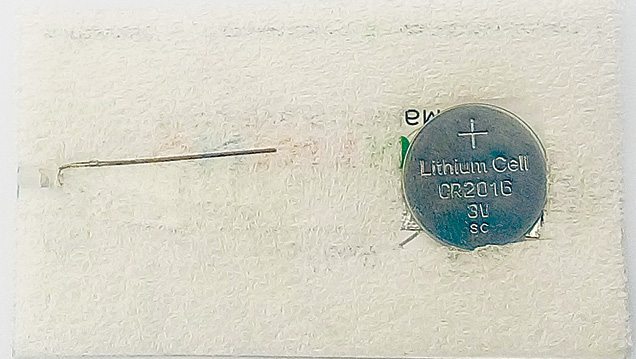 +
Lithium Cell
CR2016
3V
SC